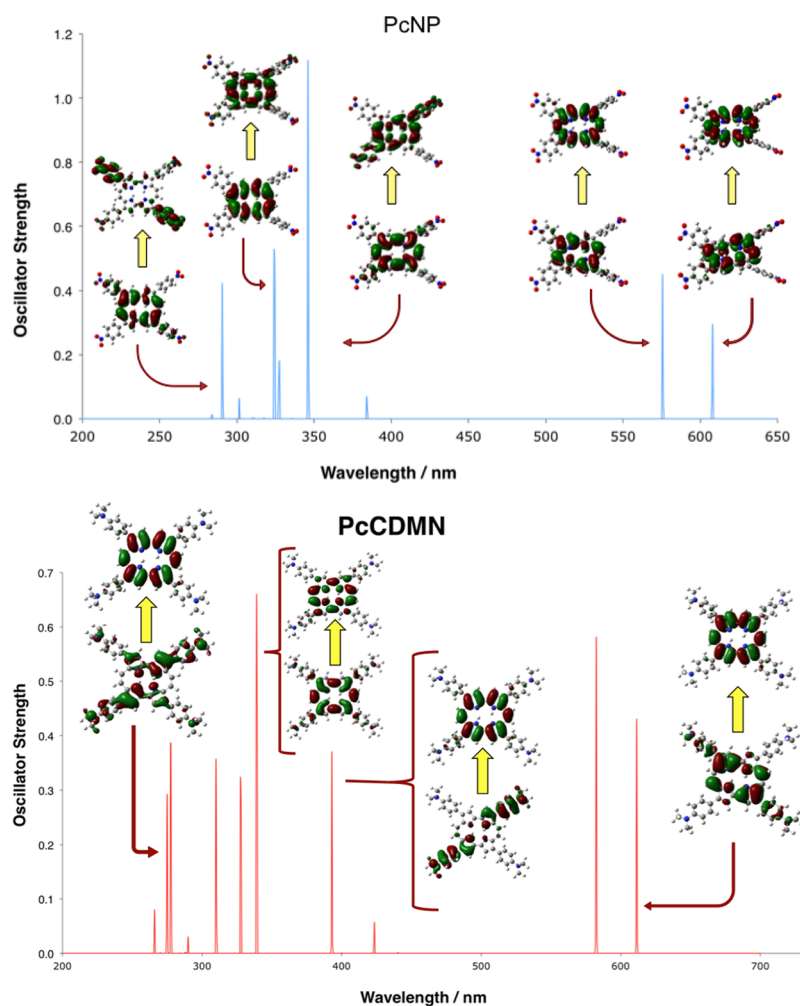 PcNP
1.2
1.0
0.8
0.6
0.4
0.2
0.0
Oscillator Strength
200 250 300 350 400 450 500 550 600 650
Wavelength / nm
PcCDMN
0.7
0.6
0.5
0.4
0.3
0.2
0.1
0.0
Oscillator Strength
200 300 400 500 600 700
Wavelength / nm